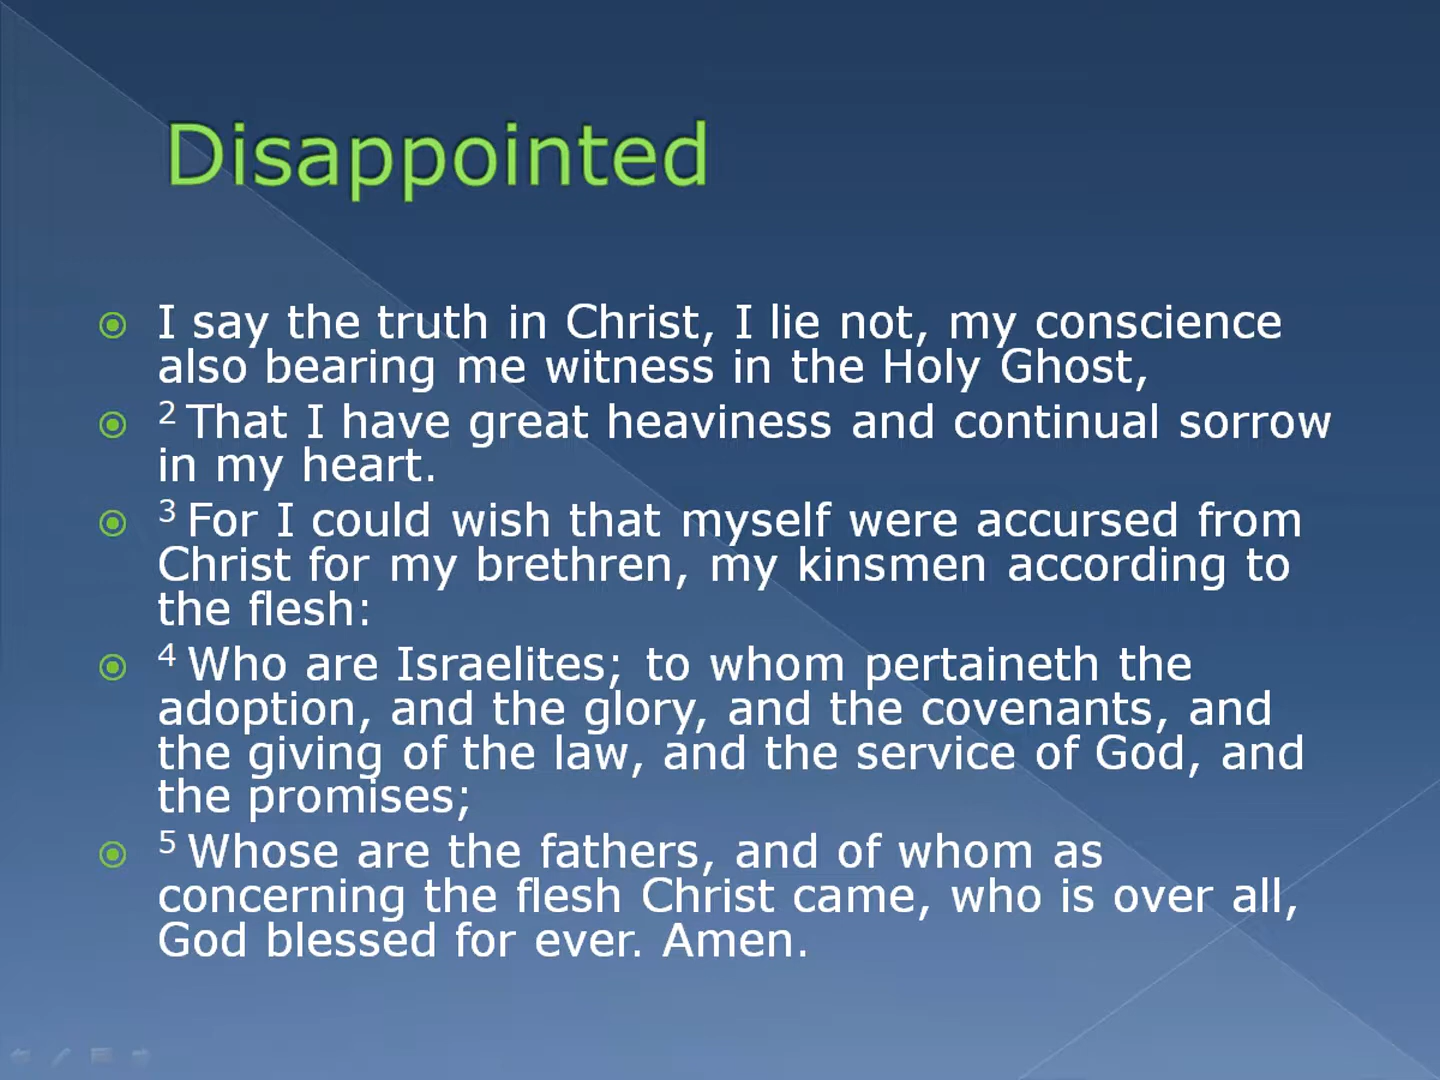 Disappointed
I say the truth in Christ, I lie not, my conscience
also bearing me witness in the Holy Ghost,
2 That I have great heaviness and continual sorrow
in my heart.
3 For I could wish that myself were accursed from
Christ for my brethren, my kinsmen according to
the flesh:
4 Who are Israelites; to whom pertaineth the
adoption, and the glory, and the covenants, and
the giving of the law, and the service of God, and
the promises;
5 Whose are the fathers, and of whom as
concerning the flesh Christ came, who is over all,
God blessed for ever. Amen.